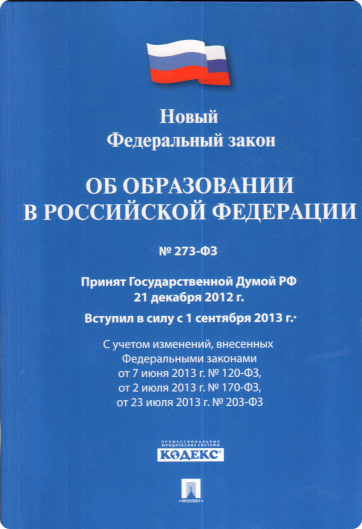 Новый
Федеральный закон
ОБ ОБРАЗОВАНИИ
В РОССИЙСКОЙ ФЕДЕРАЦИИ
№ 273-ФЗ
Принят Государственной Думой РФ
21 декабря 2012 г.
Вступил в силу с 1 сентября 2013 г.*
С учетом изменений, внесенных
Федеральными законами
от 7 июня 2013 г. № 120-ФЗ,
от 2 июля 2013 г. № 170-ФЗ,
от 23 июля 2013 г. № 203-ФЗ
ПРОФЕССИОНАЛЬНЫЕ
ЮРИДИЧЕСКИЕ СИСТЕМЫ
КОДЕКС
®
•ПРОСПЕКТ•